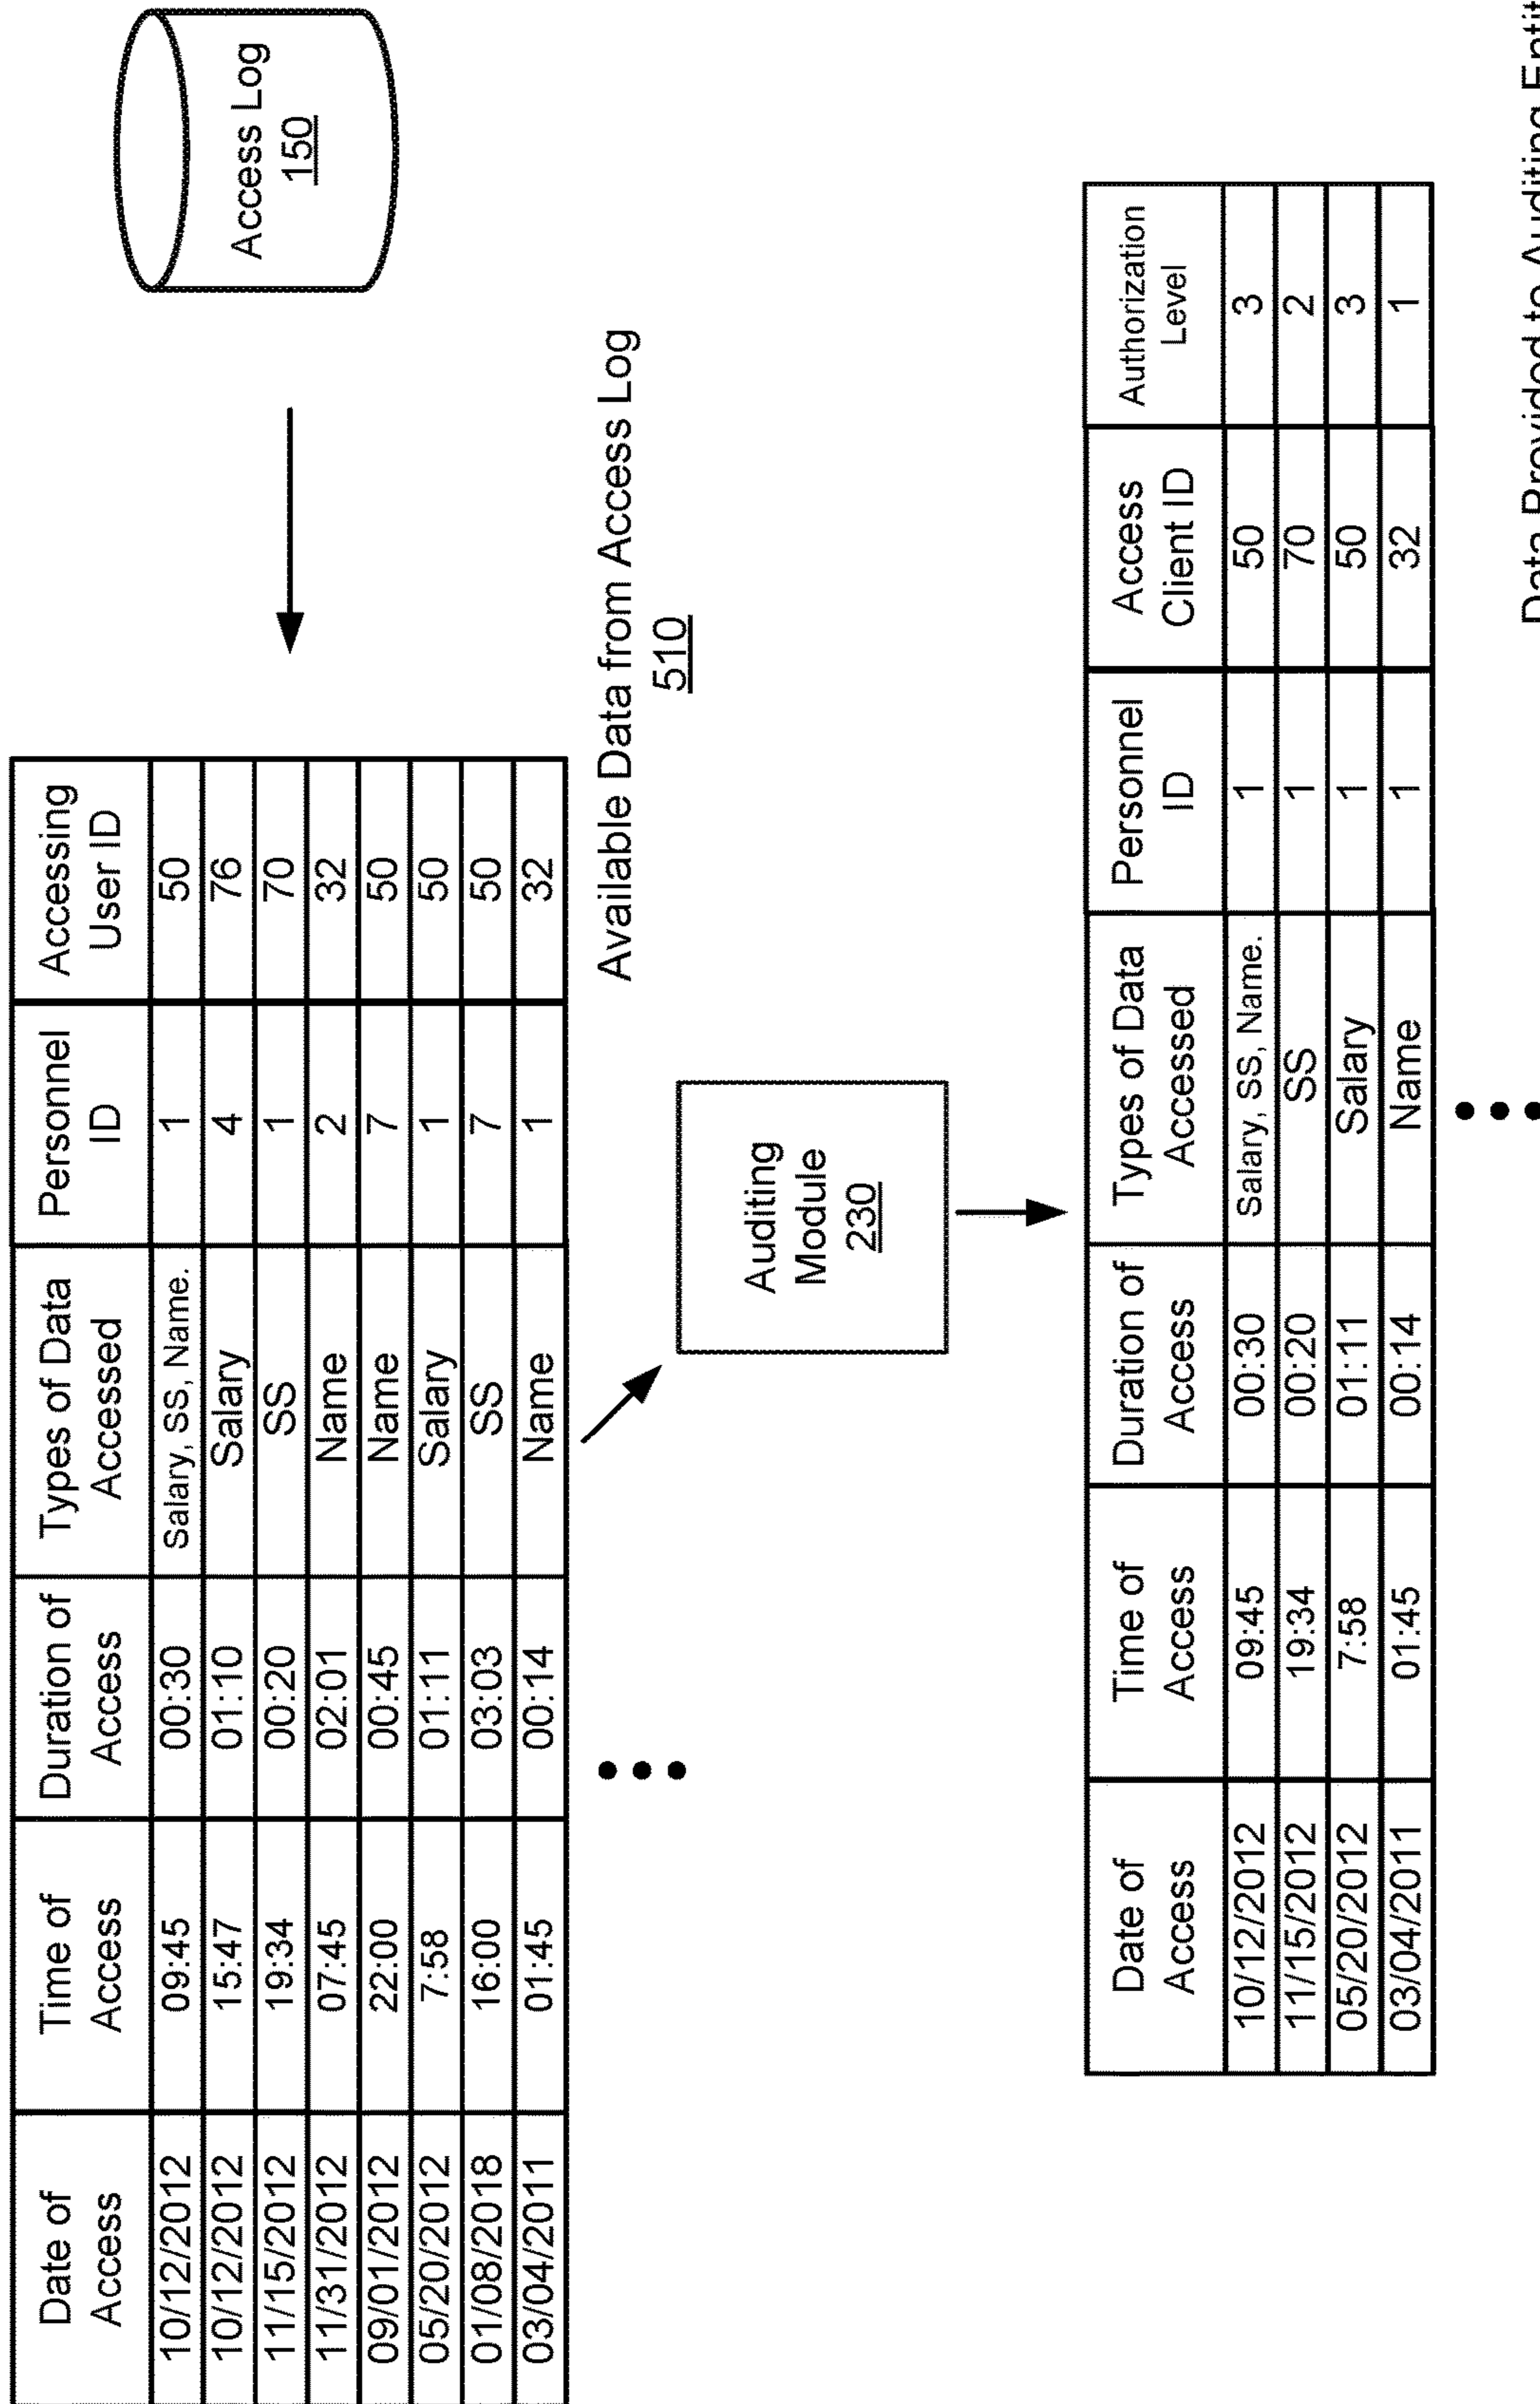 Access Log
150
Date of Access Time of Access Duration of Access Types of Data Accessed Personnel ID Accessing User ID
10/12/2012 09:45 00:30 Salary, SS, Name. 1 50
10/12/2012 15:47 01:10 Salary 4 76
11/15/2012 19:34 00:20 SS 1 70
11/31/2012 07:45 02:01 Name 2 32
09/01/2012 22:00 00:45 Name 7 50
05/20/2012 7:58 01:11 Salary 1 50
01/08/2018 16:00 03:03 SS 7 50
03/04/2011 01:45 00:14 Name 1 32
Available Data from Access Log
510
Auditing
Module
230
Date of Access Time of Access Duration of Access Types of Data Accessed Personnel ID Access Client ID Authorization Level
10/12/2012 09:45 00:30 Salary, SS, Name. 1 50 3
11/15/2012 19:34 00:20 SS 1 70 2
05/20/2012 7:58 01:11 Salary 1 50 3
03/04/2011 01:45 00:14 Name 1 32 1
Data Provided to Auditing Entit